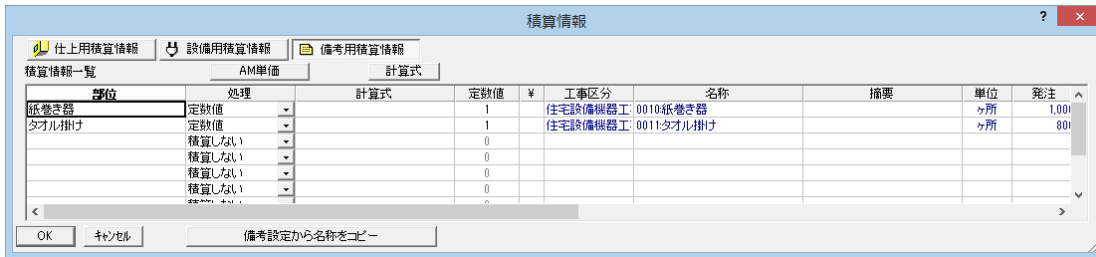 積算情報
? ×
仕上用積算情報 設備用積算情報 備考用積算情報
積算情報一覧 AM単価 計算式
部位 処理 計算式 定数値 ¥ 工事区分 名称 摘要 単位 発注
紙巻き器 定数値 1 住宅設備機器工 0010:紙巻き器 ヶ所 1,00
タオル掛け 定数値 1 住宅設備機器工 0011:タオル掛け ヶ所 80
積算しない 0
積算しない 0
積算しない 0
積算しない 0
OK キャンセル 備考設定から名称をコピー